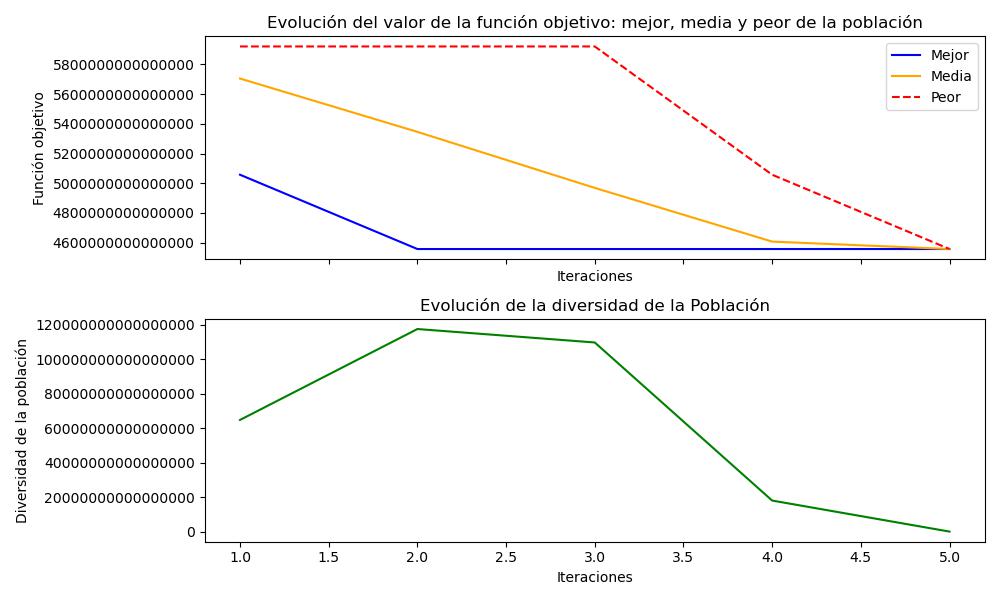 Evolución del valor de la función objetivo: mejor, media y peor de la población
Función objetivo
5800000000000000
5600000000000000
5400000000000000
5200000000000000
5000000000000000
4800000000000000
4600000000000000
Mejor
Media
Peor
Iteraciones
Evolución de la diversidad de la Población
Diversidad de la población
120000000000000000
100000000000000000
80000000000000000
60000000000000000
40000000000000000
20000000000000000
0
1.0 1.5 2.0 2.5 3.0 3.5 4.0 4.5 5.0
Iteraciones